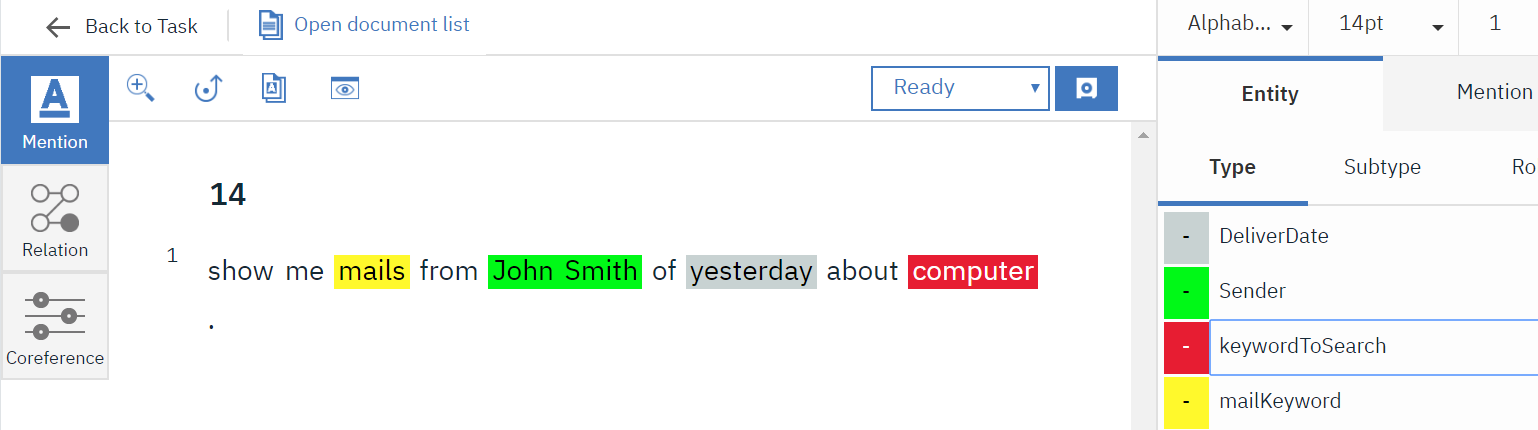 Back to Task
Open document list
Alphab...
14pt
1
A
Mention
Ready
Entity
Mention
Type
Subtype
Ro
Relation
Coreference
14
1
show me mails from John Smith of yesterday about computer
.
- DeliverDate
- Sender
- keywordToSearch
- mailKeyword